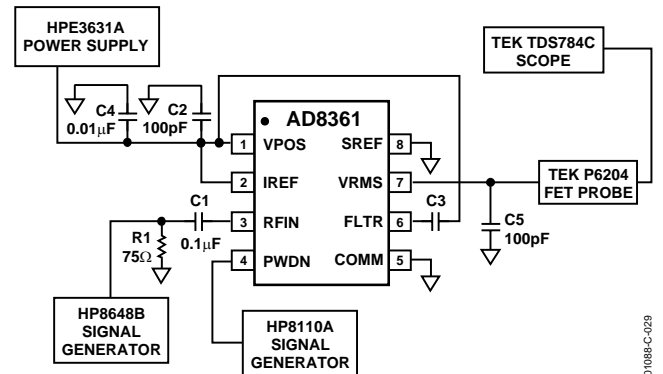 HPE3631A
POWER SUPPLY
TEK TDS784C
SCOPE
C4
0.01μF
C2
100pF
AD8361
1 VPOS SREF 8
2 IREF VRMS 7
3 RFIN FLTR 6
4 PWDN COMM 5
TEK P6204
FET PROBE
C1
0.1μF
C3
C5
100pF
R1
75Ω
HP8648B
SIGNAL
GENERATOR
HP8110A
SIGNAL
GENERATOR
01088-C-029